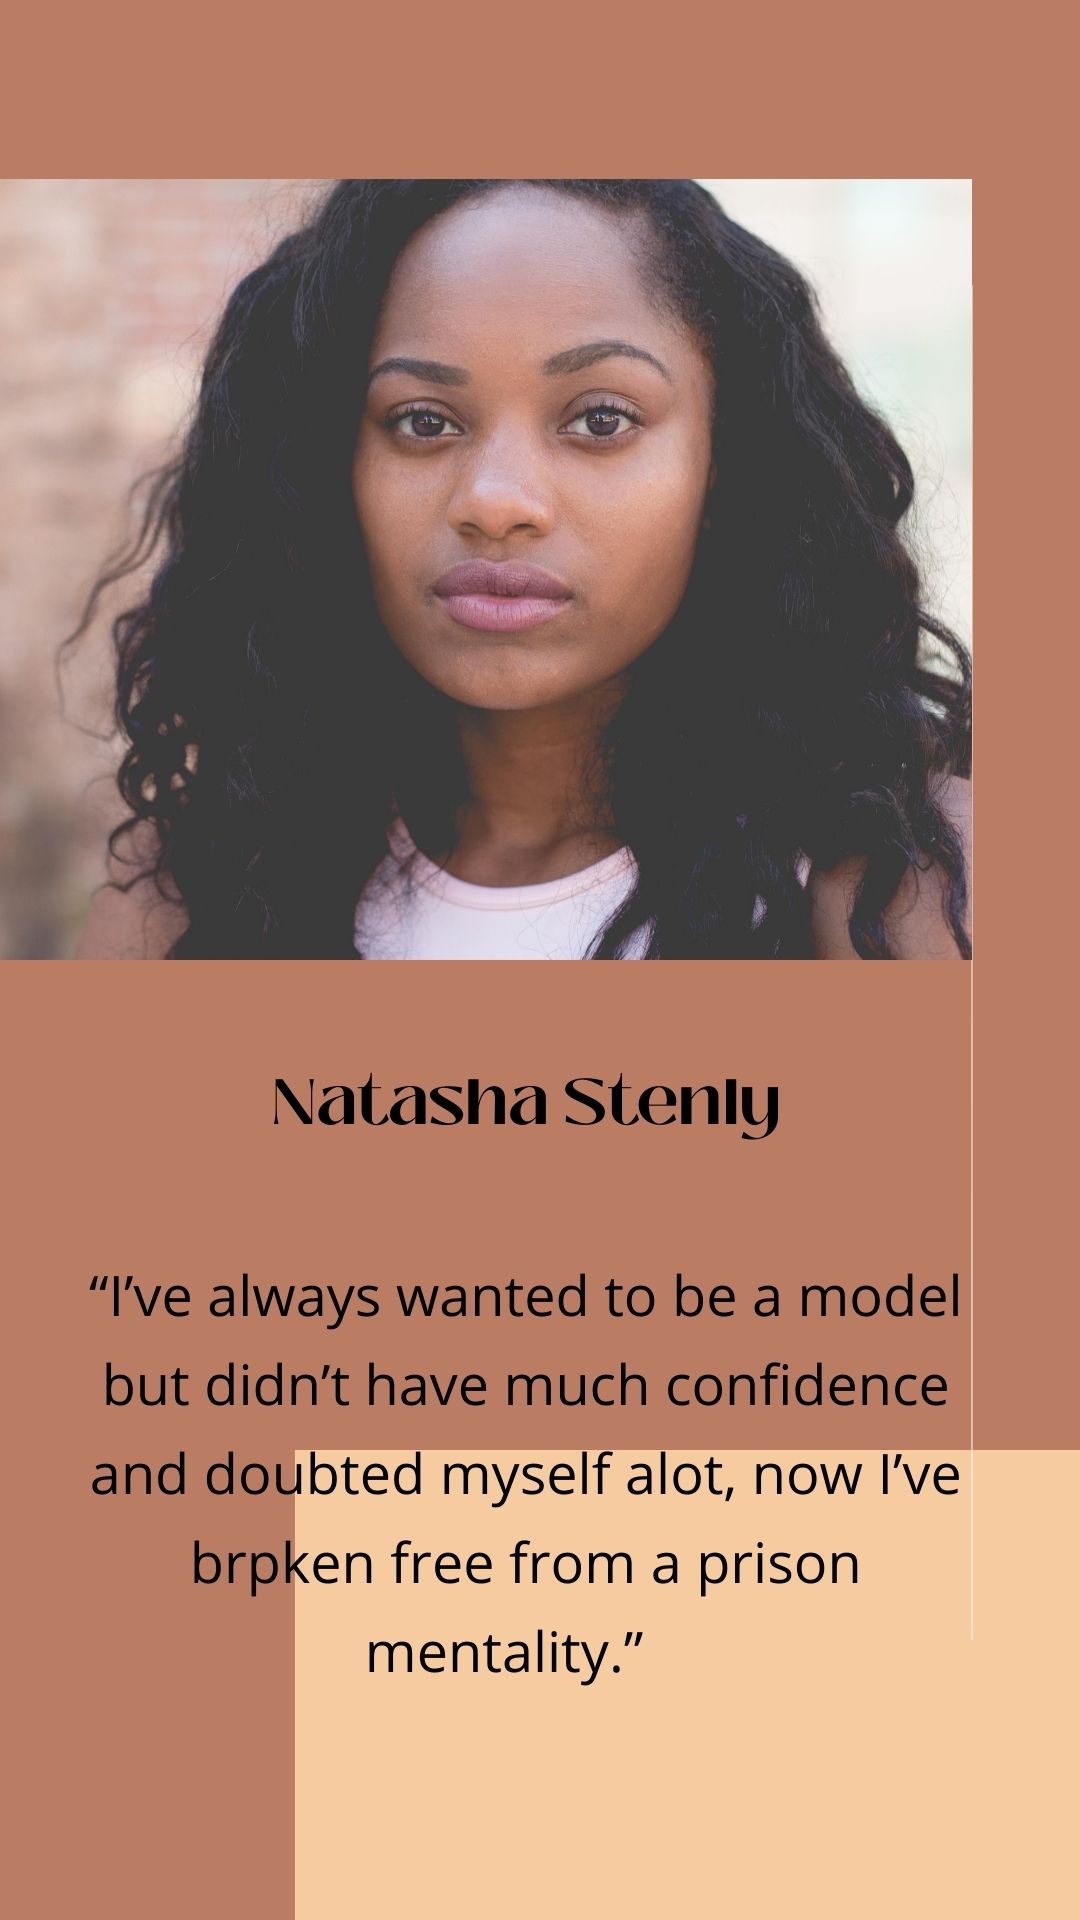 Natasha Stenly
“I’ve always wanted to be a model
but didn’t have much confidence
and doubted myself alot, now I’ve
brpken free from a prison
mentality.”